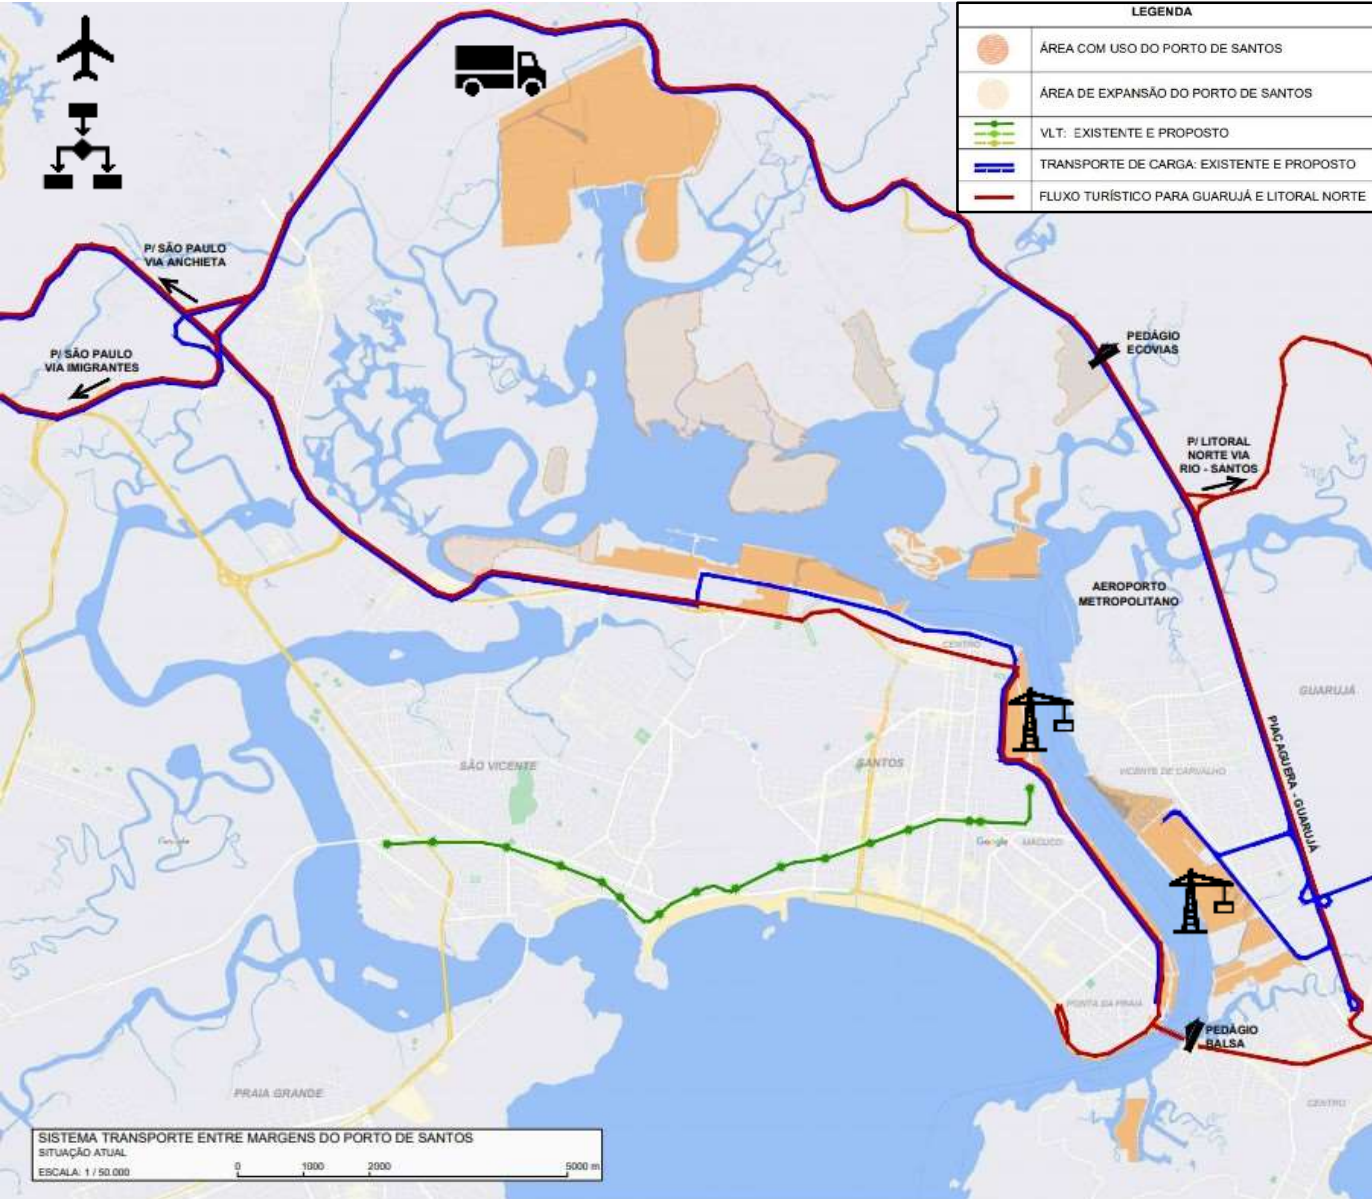 LEGENDA
ÁREA COM USO DO PORTO DE SANTOS
ÁREA DE EXPANSÃO DO PORTO DE SANTOS
VLT: EXISTENTE E PROPOSTO
TRANSPORTE DE CARGA: EXISTENTE E PROPOSTO
FLUXO TURÍSTICO PARA GUARUJÁ E LITORAL NORTE
P/ SÃO PAULO
VIA ANCHIETA
P/ SÃO PAULO
VIA IMIGRANTES
PEDÁGIO
ECOVIAS
P/ LITORAL
NORTE VIA
RIO - SANTOS
AEROPORTO
METROPOLITANO
CENTRO
GUARUJÁ
PIAÇAGUERA - GUARUJÁ
SÃO VICENTE
SANTOS
VICENTE DE CARVALHO
Google
Google
MACUCO
PONTA DA PRAIA
PEDÁGIO
BALSA
PRAIA GRANDE
CENTRO
SISTEMA TRANSPORTE ENTRE MARGENS DO PORTO DE SANTOS
SITUAÇÃO ATUAL
ESCALA: 1 / 50.000
0 1000 2000 5000 m